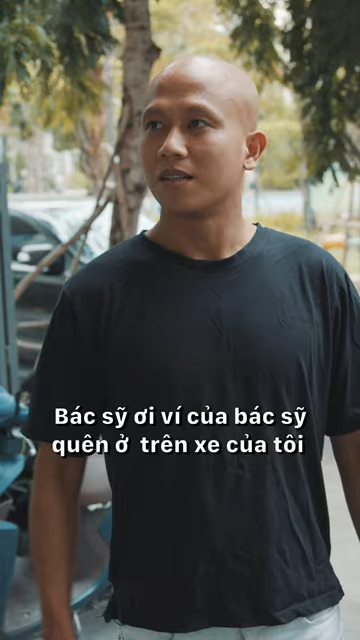 Bác sỹ ơi ví của bác sỹ
quên ở trên xe của tôi